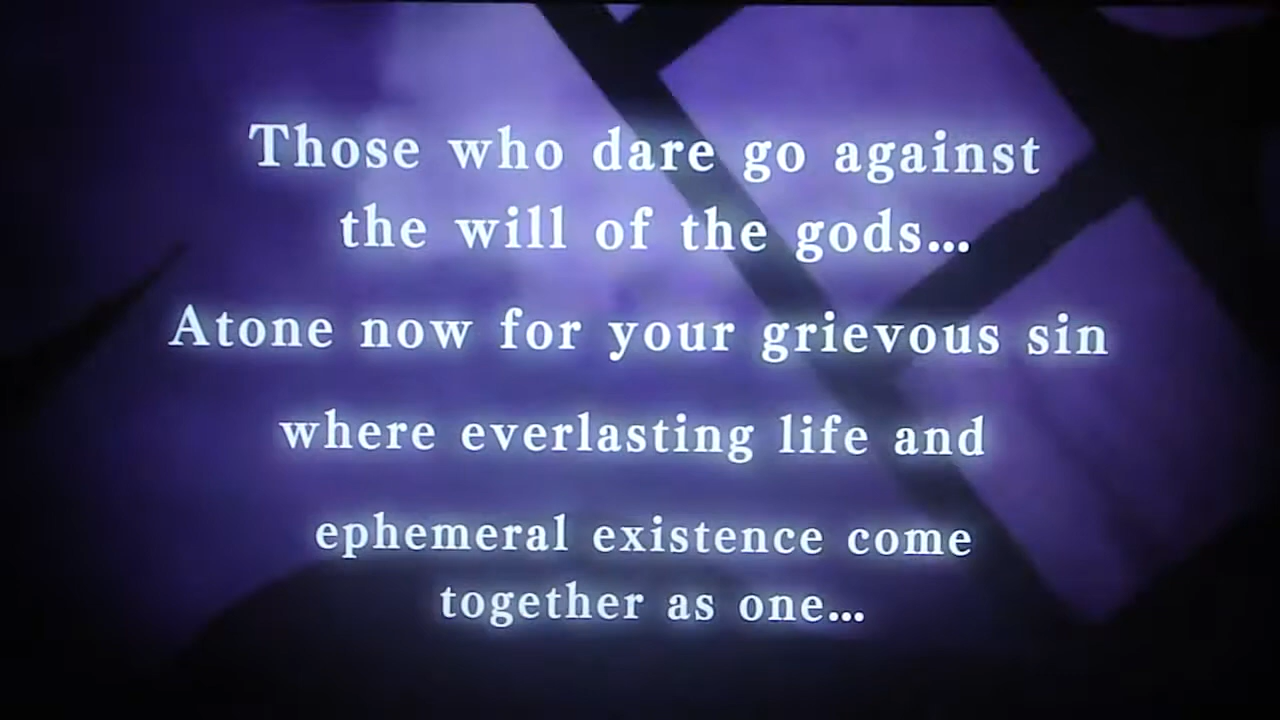 Those who dare go against
the will of the gods...
Atone now for your grievous sin
where everlasting life and
ephemeral existence come
together as one...